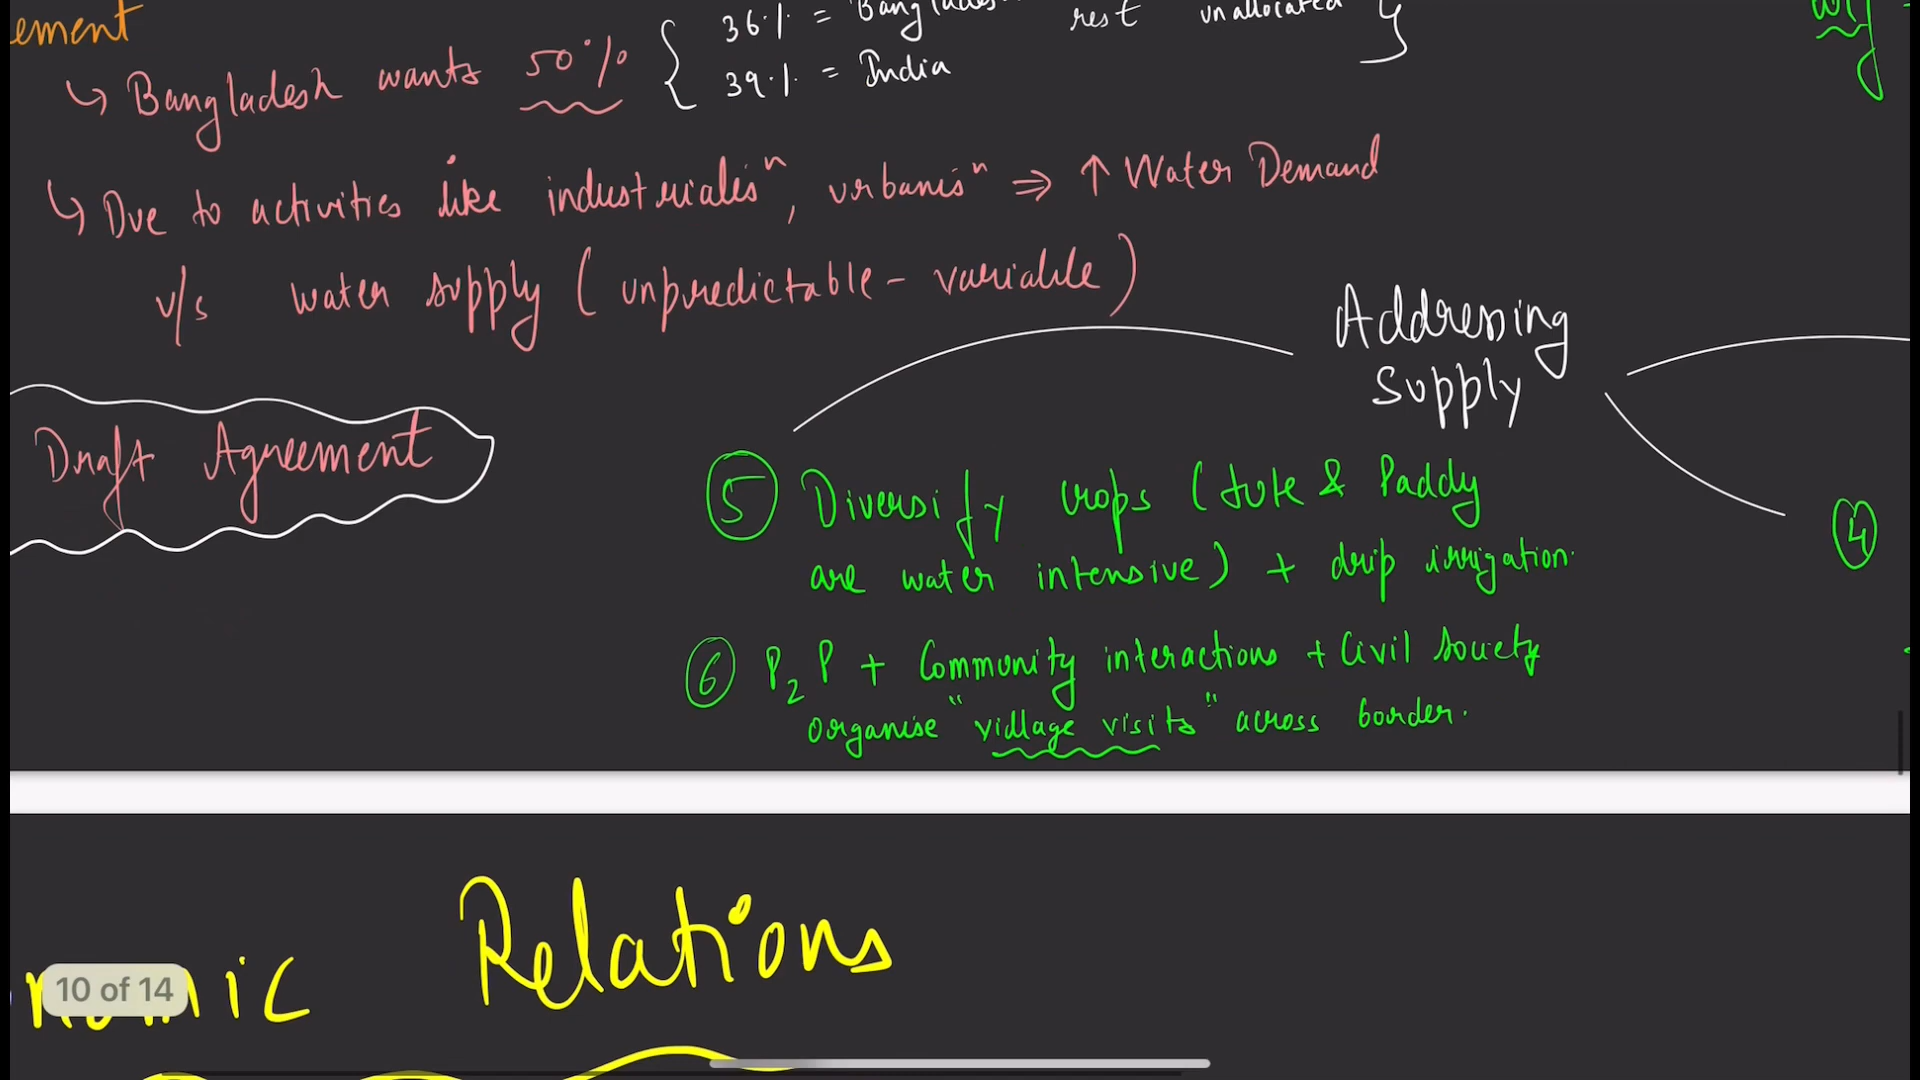 ement
36% = Bangladesh rest unallocated
↳ Bangladesh wants 50%
39% = India
↳ Due to activities like industrialisⁿ, urbanisⁿ ⇒ ↑ Water Demand
v/s water supply (unpredictable - variable)
Addressing
Supply
Draft Agreement
⑤ Diversify crops (Jute & Paddy
are water intensive) + drip irrigation.
④
⑥ P₂P + Community interactions + Civil Society
organise "village visits" across border.
nomic Relations
10 of 14